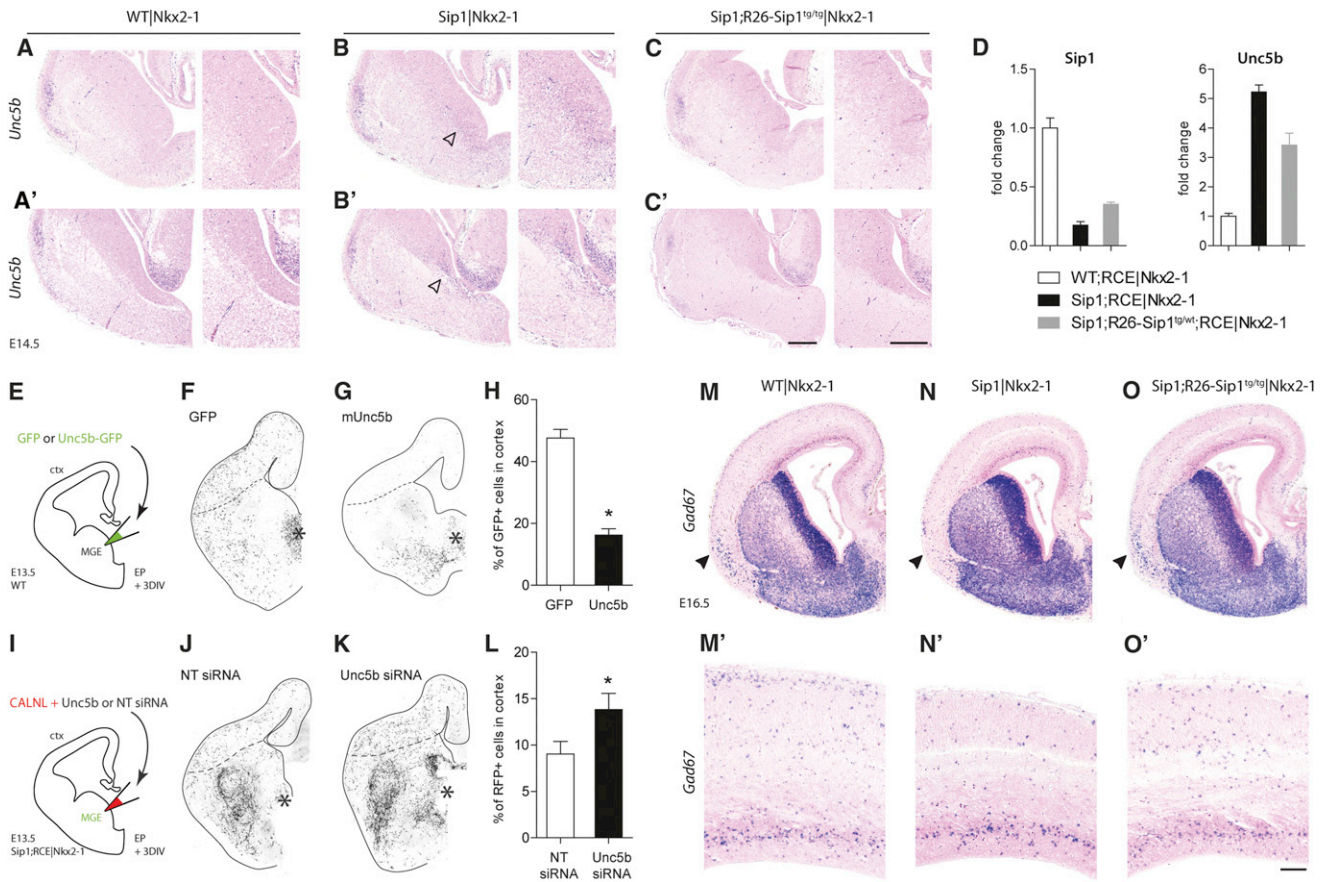 WT|Nkx2-1
Sip1|Nkx2-1
Sip1;R26-Sip1tg/tg|Nkx2-1
A
B
C
D
Unc5b
A'
B'
C'
Unc5b
E14.5
Sip1
fold change
1.5
1.0
0.5
0.0
Unc5b
fold change
6
5
4
3
2
1
0
WT;RCE|Nkx2-1
Sip1;RCE|Nkx2-1
Sip1;R26-Sip1tg/wt;RCE|Nkx2-1
E
GFP or Unc5b-GFP
ctx
MGE
E13.5
WT
EP
+ 3DIV
F
GFP
*
G
mUnc5b
*
H
% of GFP+ cells in cortex
60
40
20
0
*
GFP
Unc5b
I
CALNL + Unc5b or NT siRNA
ctx
MGE
E13.5
Sip1;RCE|Nkx2-1
EP
+ 3DIV
J
NT siRNA
*
K
Unc5b siRNA
*
L
% of RFP+ cells in cortex
20
15
10
5
0
*
NT
siRNA
Unc5b
siRNA
M
WT|Nkx2-1
N
Sip1|Nkx2-1
O
Sip1;R26-Sip1tg/tg|Nkx2-1
Gad67
E16.5
M'
N'
O'
Gad67